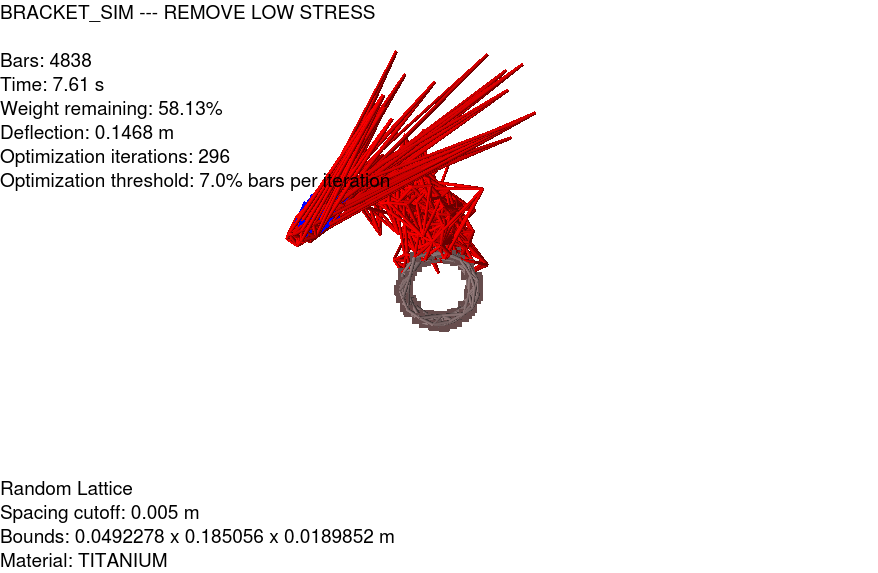 BRACKET_SIM --- REMOVE LOW STRESS
Bars: 4838
Time: 7.61 s
Weight remaining: 58.13%
Deflection: 0.1468 m
Optimization iterations: 296
Optimization threshold: 7.0% bars per iteration
Random Lattice
Spacing cutoff: 0.005 m
Bounds: 0.0492278 x 0.185056 x 0.0189852 m
Material: TITANIUM